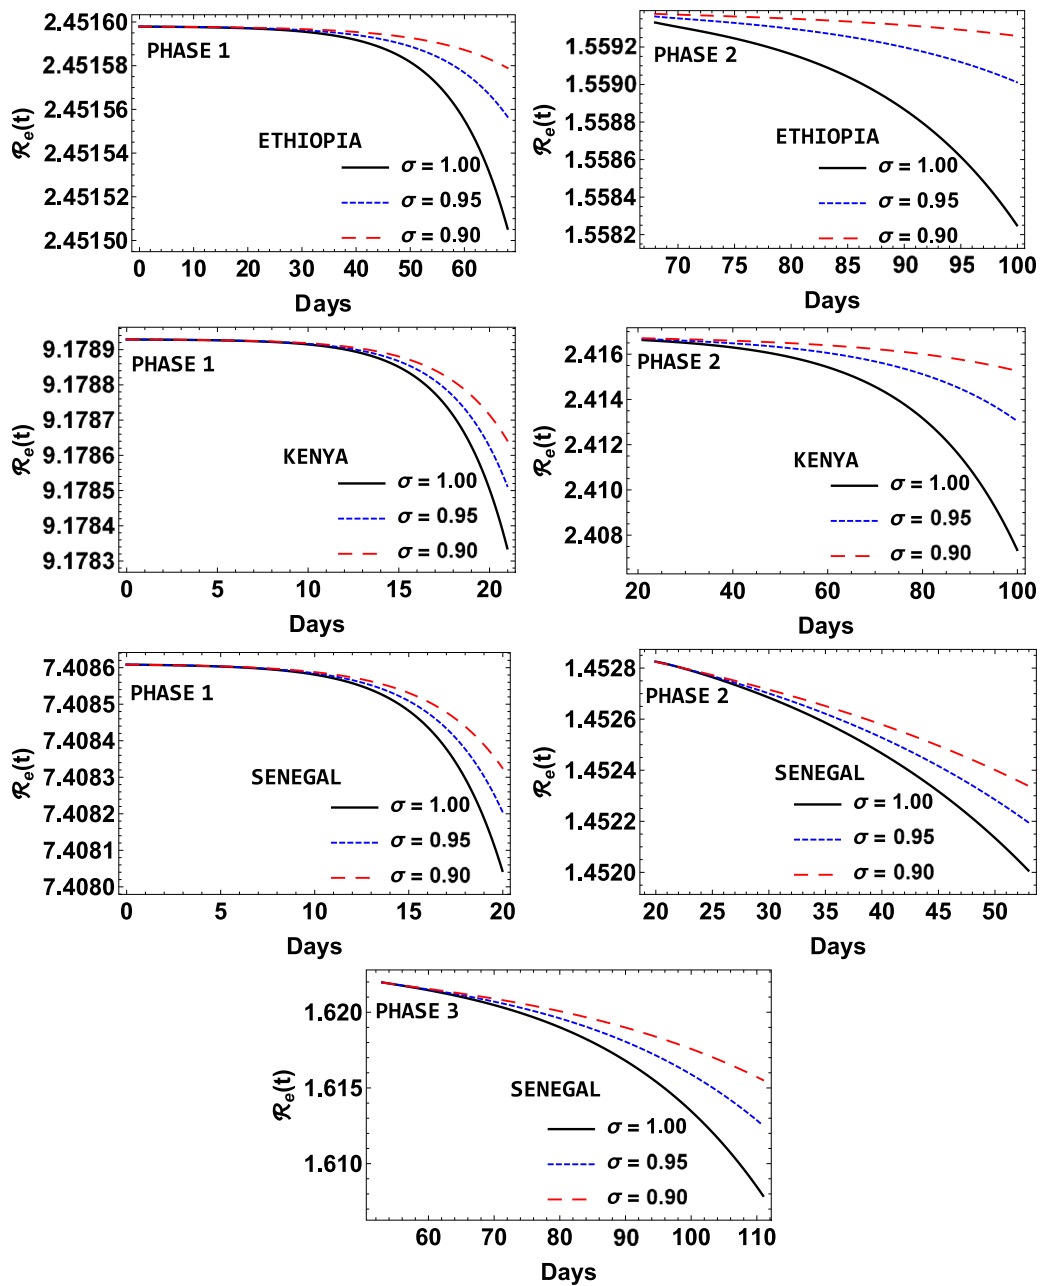 PHASE 1
ETHIOPIA
σ = 1.00
σ = 0.95
σ = 0.90
2.45160
2.45158
2.45156
2.45154
2.45152
2.45150
ℛe(t)
0 10 20 30 40 50 60
Days
PHASE 2
ETHIOPIA
σ = 1.00
σ = 0.95
σ = 0.90
1.5592
1.5590
1.5588
1.5586
1.5584
1.5582
ℛe(t)
70 75 80 85 90 95 100
Days
PHASE 1
KENYA
σ = 1.00
σ = 0.95
σ = 0.90
9.1789
9.1788
9.1787
9.1786
9.1785
9.1784
9.1783
ℛe(t)
0 5 10 15 20
Days
PHASE 2
KENYA
σ = 1.00
σ = 0.95
σ = 0.90
2.416
2.414
2.412
2.410
2.408
ℛe(t)
20 40 60 80 100
Days
PHASE 1
SENEGAL
σ = 1.00
σ = 0.95
σ = 0.90
7.4086
7.4085
7.4084
7.4083
7.4082
7.4081
7.4080
ℛe(t)
0 5 10 15 20
Days
PHASE 2
SENEGAL
σ = 1.00
σ = 0.95
σ = 0.90
1.4528
1.4526
1.4524
1.4522
1.4520
ℛe(t)
20 25 30 35 40 45 50
Days
PHASE 3
SENEGAL
σ = 1.00
σ = 0.95
σ = 0.90
1.620
1.615
1.610
ℛe(t)
60 70 80 90 100 110
Days